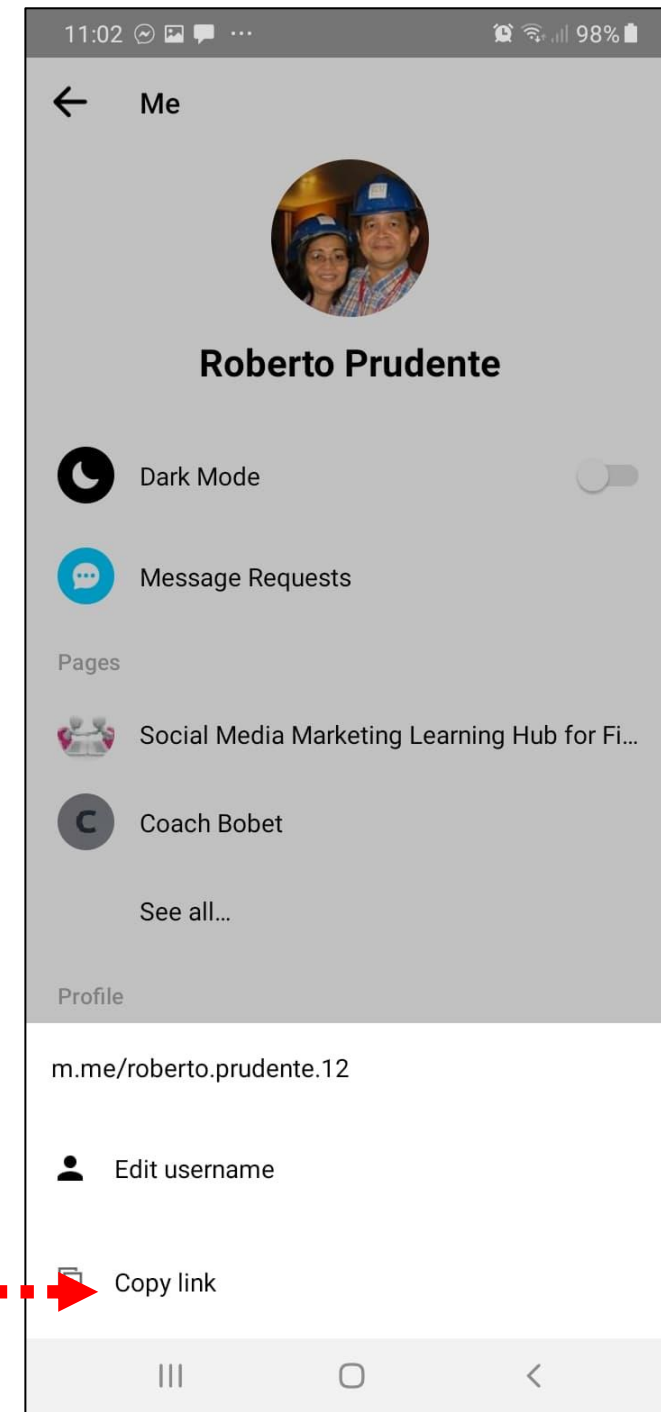 11:02 98%
Me
Roberto Prudente
Dark Mode
Message Requests
Pages
Social Media Marketing Learning Hub for Fi...
C Coach Bobet
See all...
Profile
m.me/roberto.prudente.12
Edit username
Copy link